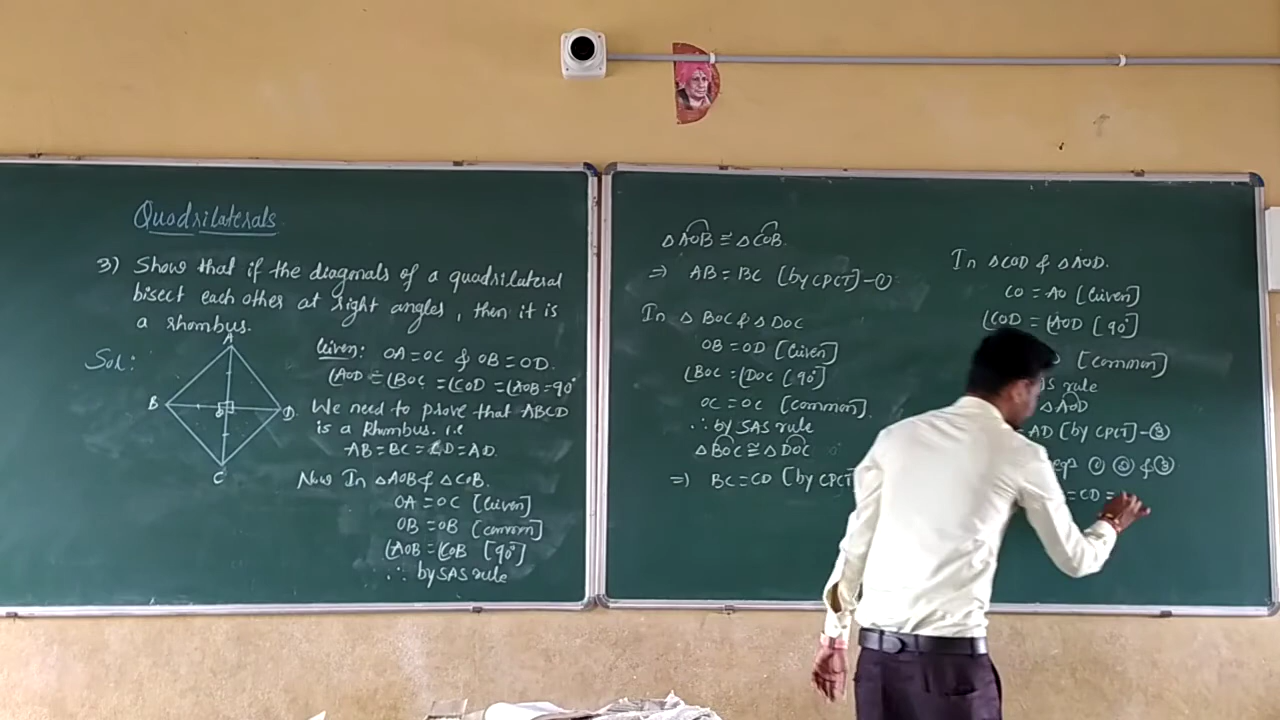 Quadrilaterals
3) Show that if the diagonals of a quadrilateral
bisect each other at right angles, then it is
a rhombus.
Sol:
A
B
D
O
C
Given: OA = OC & OB = OD.
∠AOD = ∠BOC = ∠COD = ∠AOB = 90°
We need to prove that ABCD
is a Rhombus. i.e
AB = BC = CD = AD.
Now In △AOB & △COB.
OA = OC [Given]
OB = OB [common]
∠AOB = ∠COB [90°]
∴ by SAS rule
△AOB ≅ △COB.
⇒ AB = BC [by CPCT] - ①
In △BOC & △DOC
OB = OD [Given]
∠BOC = ∠DOC [90°]
OC = OC [common].
∴ by SAS rule
△BOC ≅ △DOC
⇒ BC = CD [by CPCT]
In △COD & △AOD.
CO = AO [Given]
∠COD = ∠AOD [90°]
[common]
rule
△AOD
AD [by CPCT] - ③
① ② & ③
= CD =